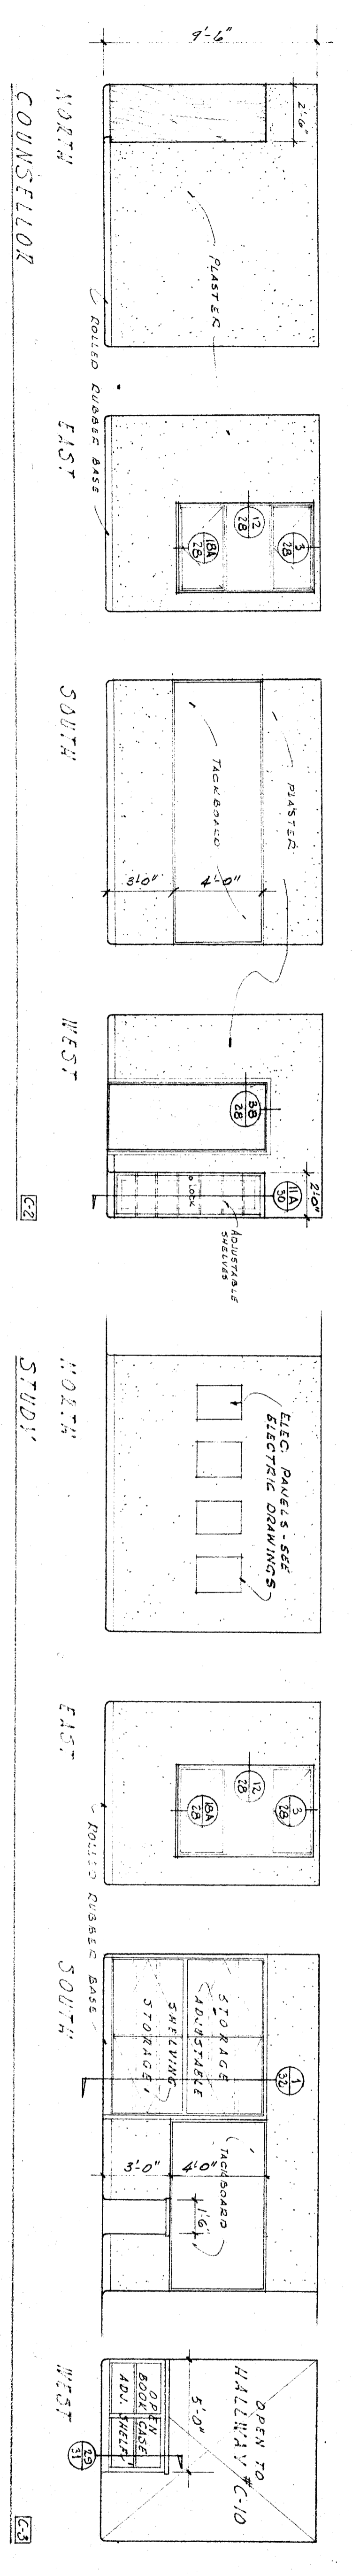 9'-6"
2'-6"
PLASTER
NORTH
COUNSELLOR
ROLLED RUBBER BASE
3
28
12
28
18A
28
EAST
PLASTER
TACKBOARD
3'-0"
4'-0"
SOUTH
3B
28
2'-0"
11A
30
LOCK
ADJUSTABLE
SHELVES
WEST
C-2
ELEC. PANELS - SEE
ELECTRIC DRAWINGS
NORTH
STUDY
3
28
12
28
18A
28
EAST
ROLLED RUBBER BASE
1
32
STORAGE
ADJUSTABLE
SHELVING
STORAGE
TACKBOARD
3'-0"
4'-0"
1'-6"
SOUTH
OPEN TO
HALLWAY #C-10
5'-0"
OPEN
BOOK CASE
ADJ. SHELF
29
31
WEST
C-3